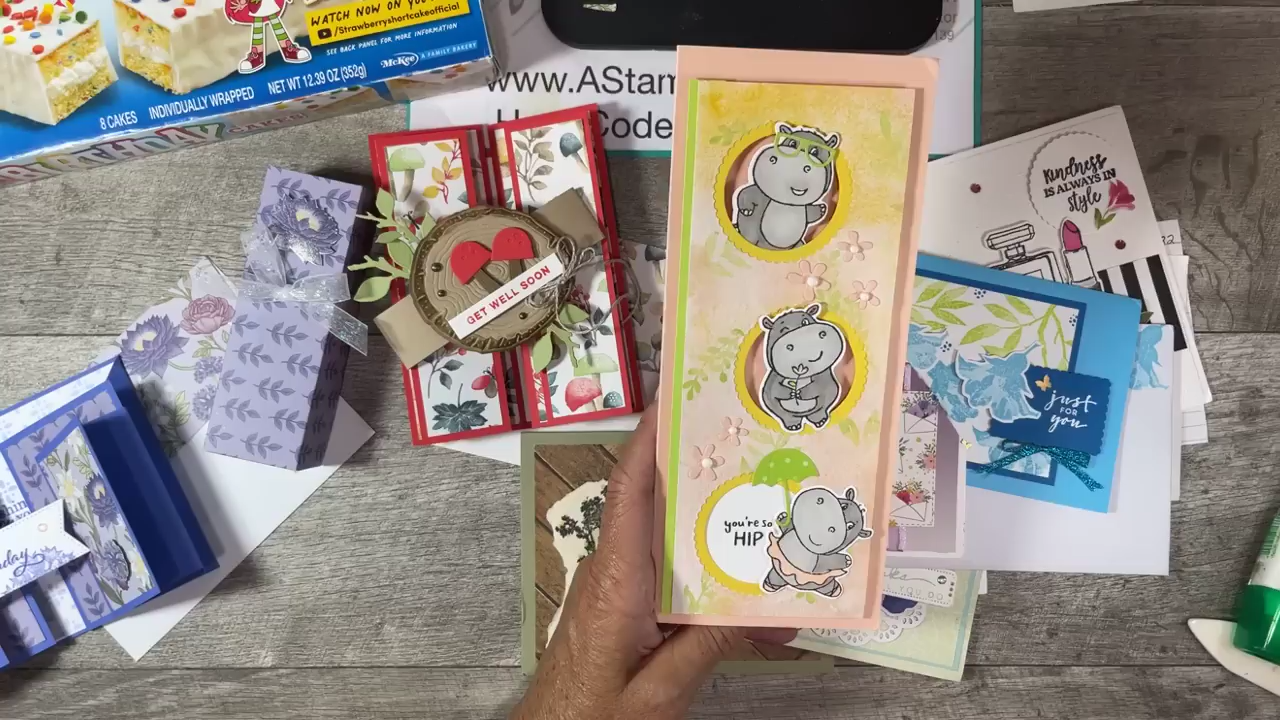 WATCH NOW ON YOU
/Strawberryshortcakeofficial
SEE BACK PANEL FOR MORE INFORMATION
McKee A FAMILY BAKERY
8 CAKES INDIVIDUALLY WRAPPED NET WT 12.39 OZ (352g)
www.AStam
Code
GET WELL SOON
you're so
HIP
kindness
IS ALWAYS IN
style
just
FOR
you
day